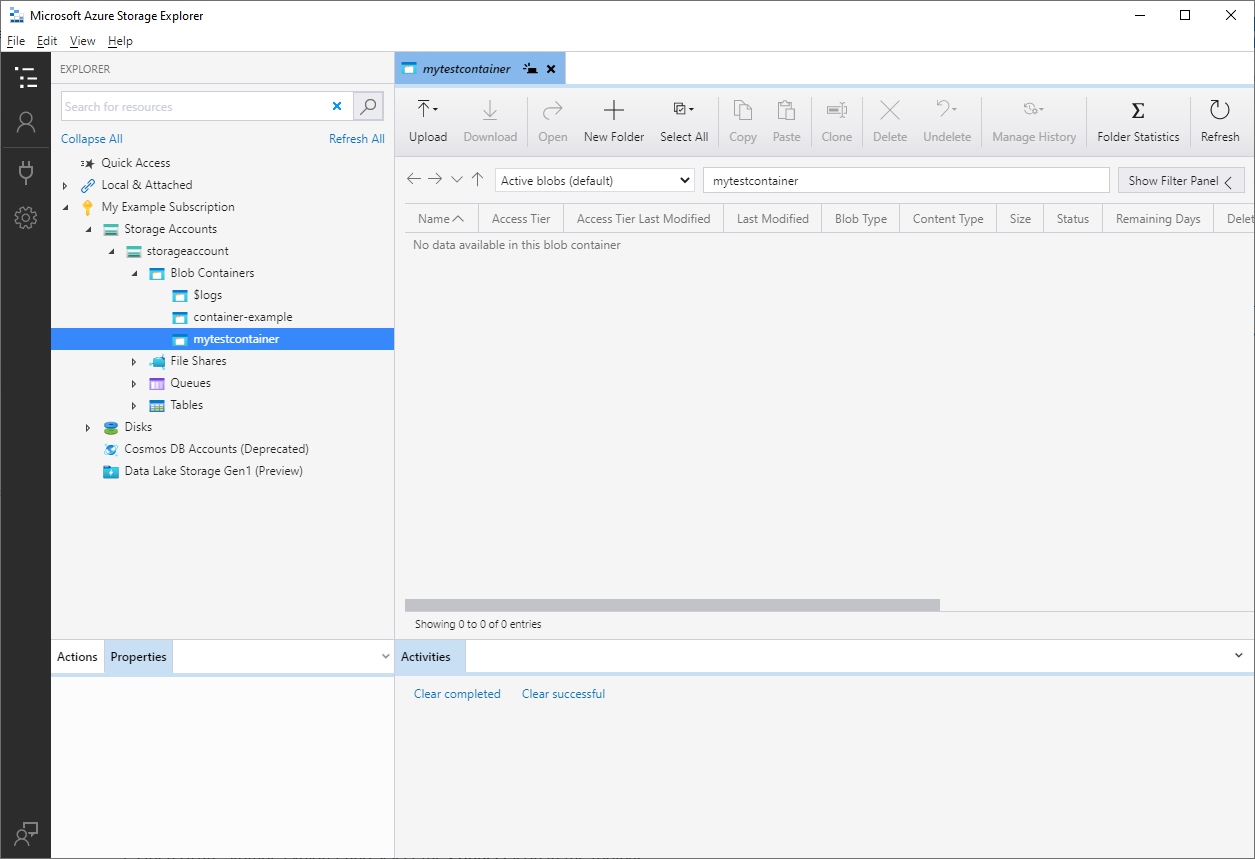 Microsoft Azure Storage Explorer
File Edit View Help
EXPLORER
Search for resources
Collapse All Refresh All
Quick Access
Local & Attached
My Example Subscription
Storage Accounts
storageaccount
Blob Containers
$logs
container-example
mytestcontainer
File Shares
Queues
Tables
Disks
Cosmos DB Accounts (Deprecated)
Data Lake Storage Gen1 (Preview)
Actions Properties
mytestcontainer
Upload Download Open New Folder Select All Copy Paste Clone Delete Undelete Manage History Folder Statistics Refresh
Active blobs (default) mytestcontainer Show Filter Panel
Name Access Tier Access Tier Last Modified Last Modified Blob Type Content Type Size Status Remaining Days Delet
No data available in this blob container
Showing 0 to 0 of 0 entries
Activities
Clear completed Clear successful